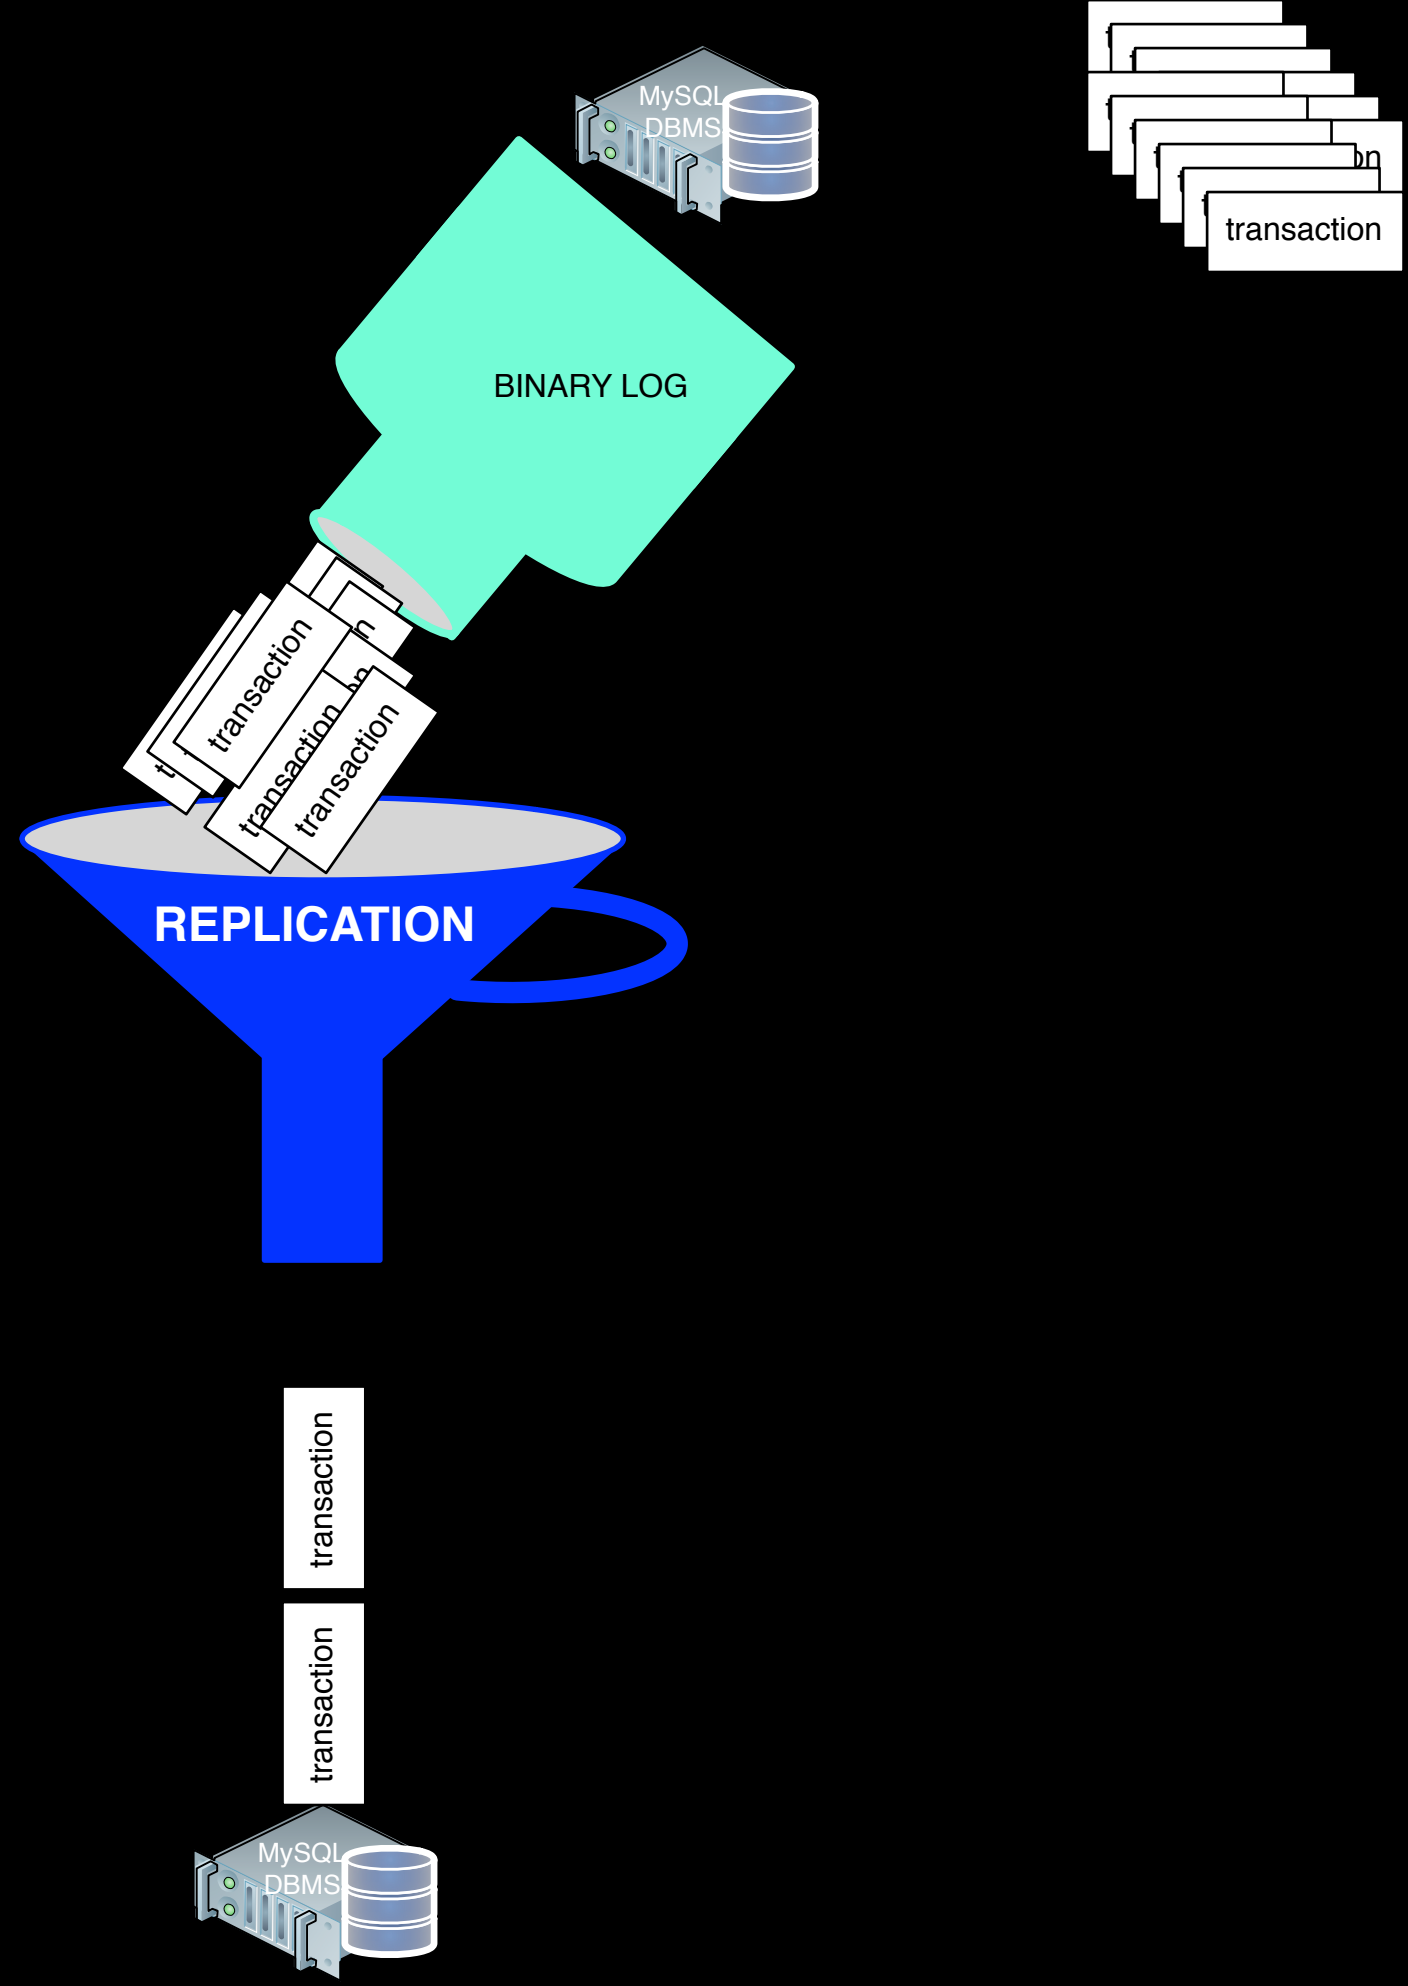 MySQL
DBMS
transaction
BINARY LOG
transaction
transaction
transaction
REPLICATION
transaction
transaction
MySQL
DBMS